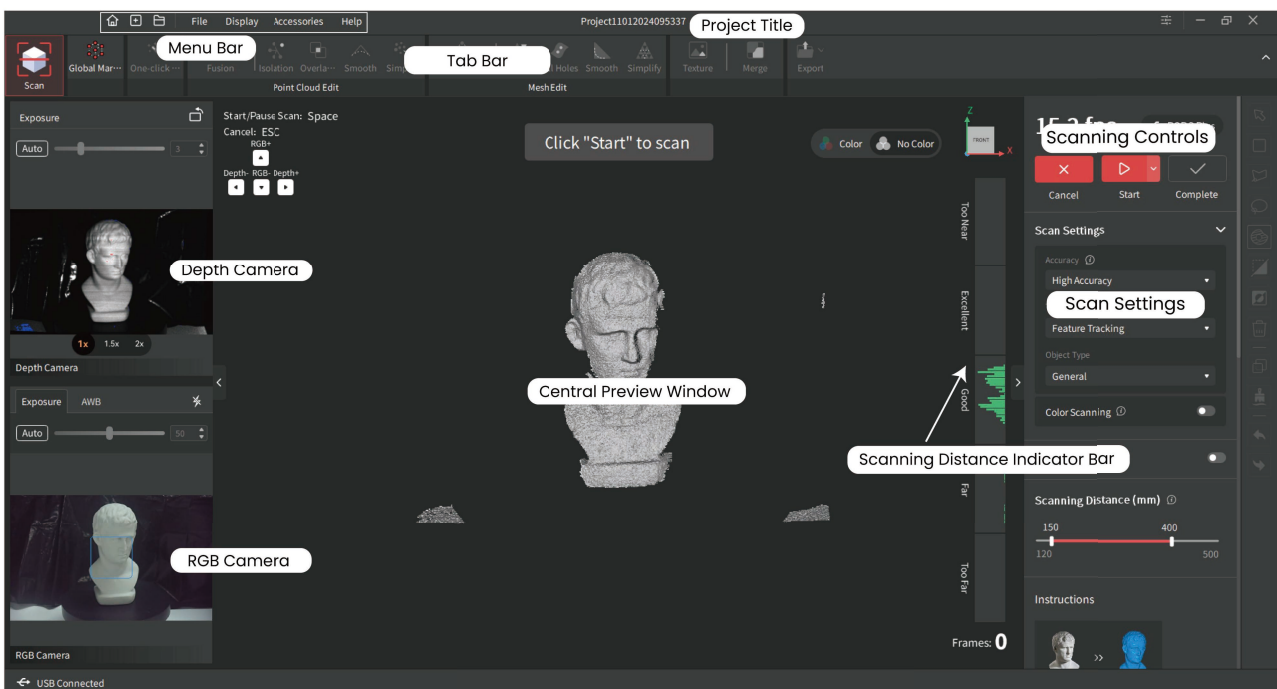 File Display Accessories Help
Project11012024095337
Project Title
Menu Bar
Tab Bar
Scan
Global Mar···
One-click ···
Fusion
Isolation
Overla···
Smooth
Simp
Point Cloud Edit
Holes
Smooth
Simplify
Mesh Edit
Texture
Merge
Export
Exposure
Auto
3
Depth Camera
1x 1.5x 2x
Depth Camera
Exposure AWB
Auto
50
RGB Camera
RGB Camera
USB Connected
Start/Pause Scan: Space
Cancel: ESC
RGB+
Depth- RGB- Depth+
Click "Start" to scan
Color
No Color
Z
FRONT
X
Central Preview Window
Too Near
Excellent
Good
Far
Too Far
Scanning Distance Indicator Bar
Frames: 0
Scanning Controls
Cancel
Start
Complete
Scan Settings
Accuracy
High Accuracy
Scan Settings
Feature Tracking
Object Type
General
Color Scanning
Scanning Distance (mm)
150 400
120 500
Instructions